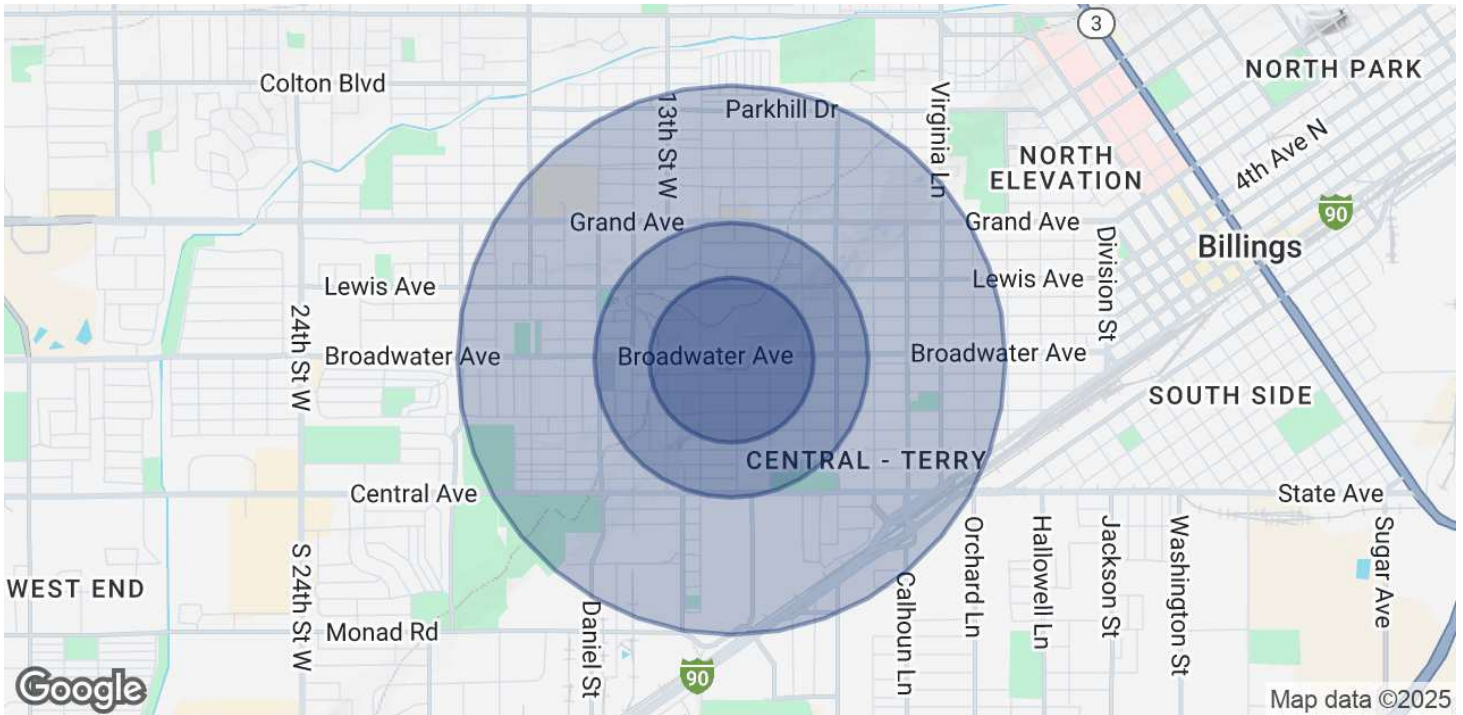 3
NORTH PARK
Colton Blvd
Parkhill Dr
13th St W
Virginia Ln
4th Ave N
NORTH
ELEVATION
90
Grand Ave
Grand Ave
Division St
Billings
Lewis Ave
Lewis Ave
24th St W
Broadwater Ave
Broadwater Ave
Broadwater Ave
SOUTH SIDE
CENTRAL - TERRY
Central Ave
State Ave
S 24th St W
Orchard Ln
Hallowell Ln
Jackson St
Washington St
Sugar Ave
WEST END
Calhoun Ln
Daniel St
Monad Rd
90
Google
Map data ©2025